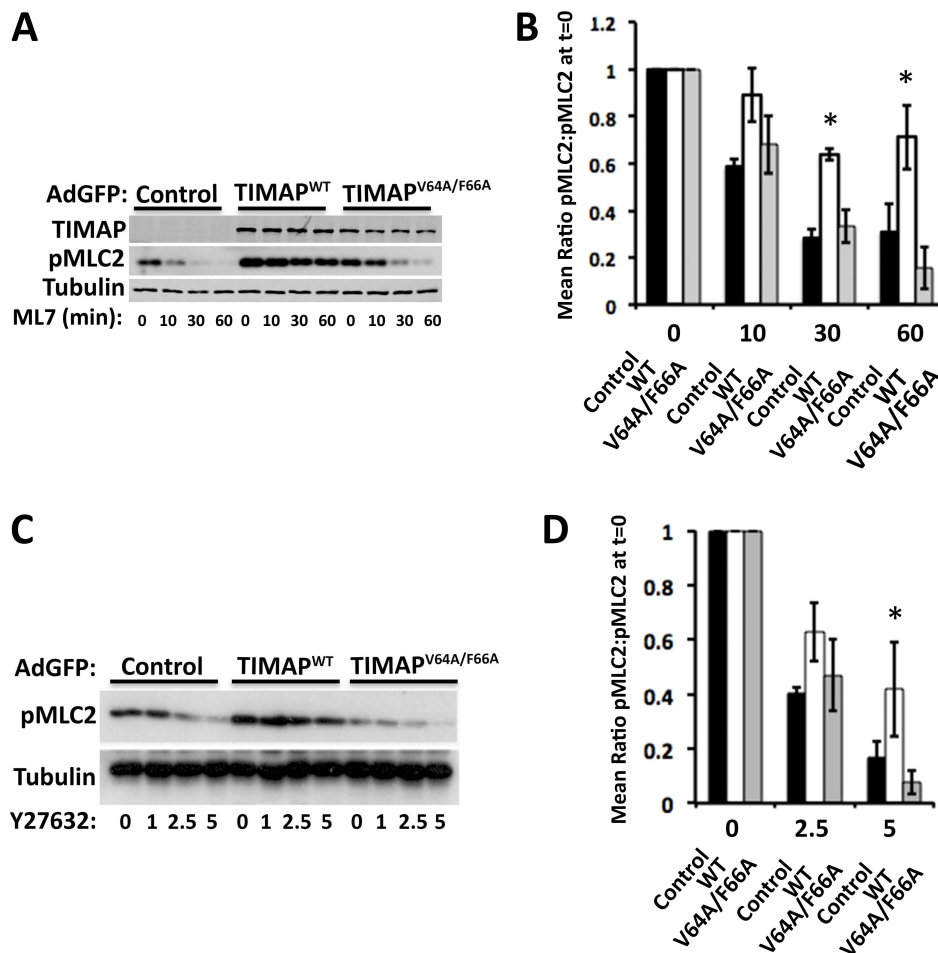 A
AdGFP: Control TIMAPWT TIMAPV64A/F66A
TIMAP
pMLC2
Tubulin
ML7 (min): 0 10 30 60 0 10 30 60 0 10 30 60
B
Mean Ratio pMLC2:pMLC2 at t=0
1.2
1
0.8
0.6
0.4
0.2
0
* *
0 10 30 60
Control WT V64A/F66A Control WT V64A/F66A Control WT V64A/F66A Control WT V64A/F66A
C
AdGFP: Control TIMAPWT TIMAPV64A/F66A
pMLC2
Tubulin
Y27632: 0 1 2.5 5 0 1 2.5 5 0 1 2.5 5
D
Mean Ratio pMLC2:pMLC2 at t=0
1
0.8
0.6
0.4
0.2
0
*
0 2.5 5
Control WT V64A/F66A Control WT V64A/F66A Control WT V64A/F66A